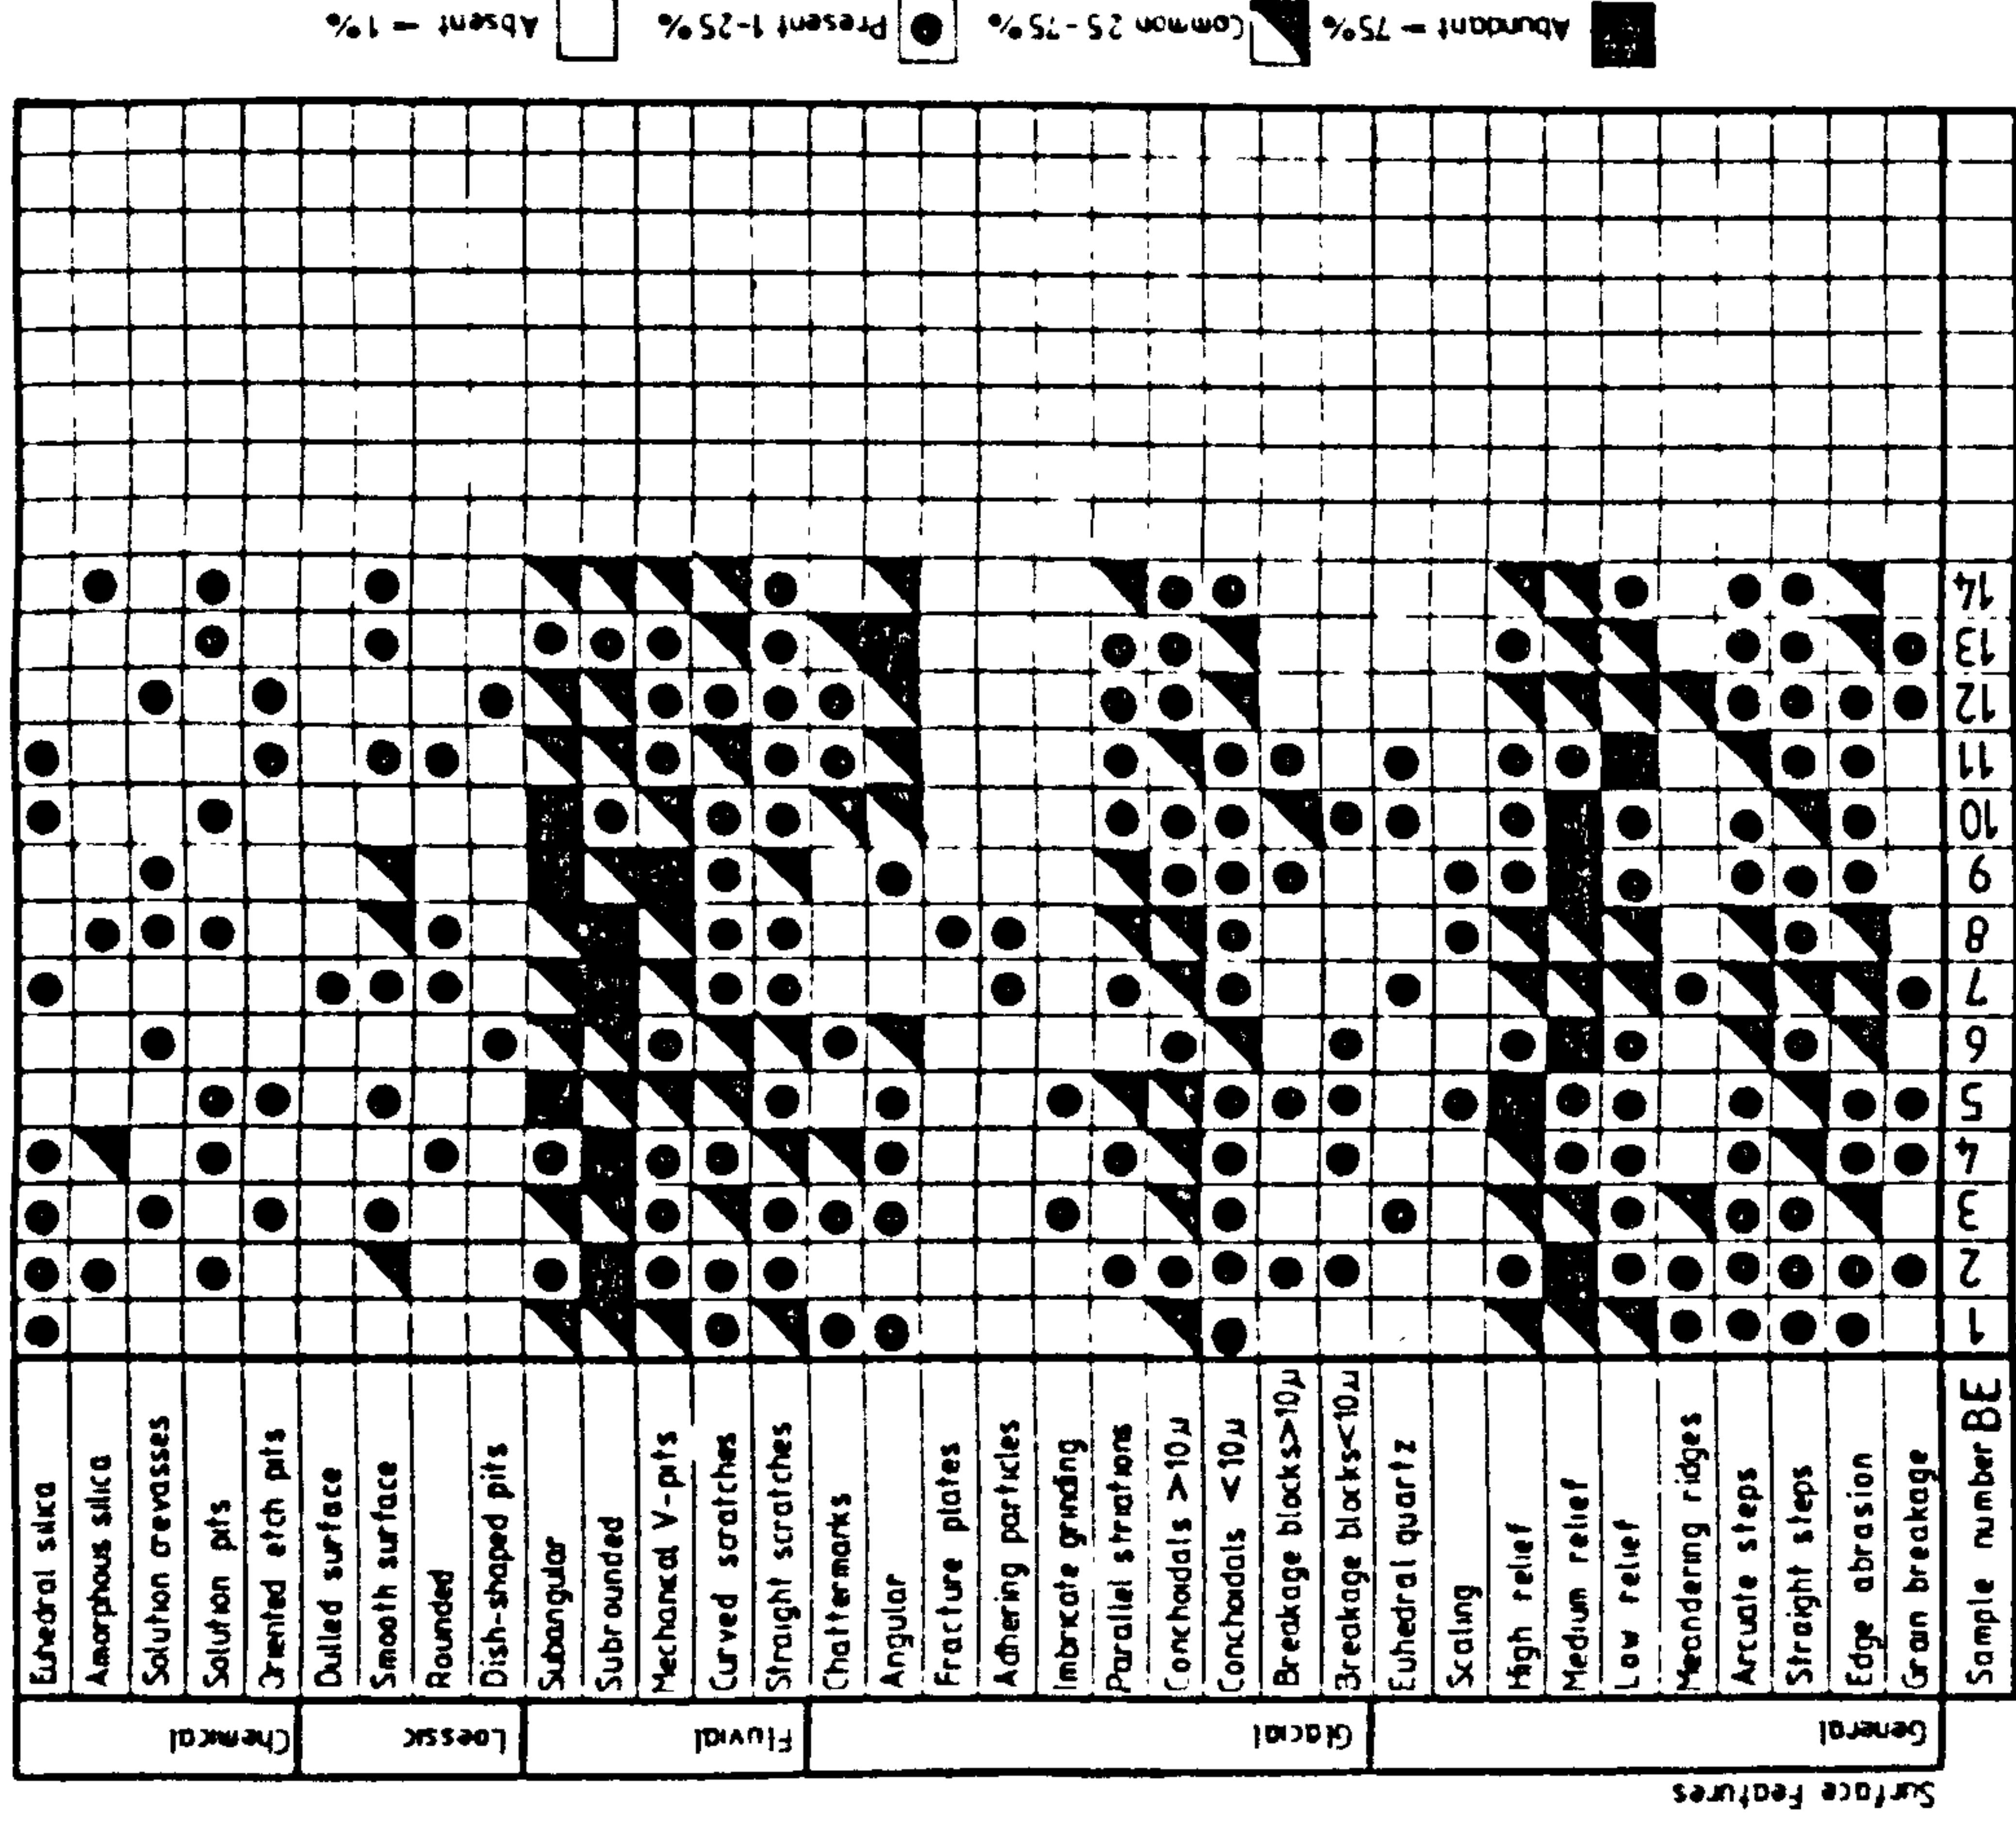 Surface Features
General
Glacial
Fluvial
Loessic
Chemical
Sample number BE
Grain breakage
Edge abrasion
Straight steps
Arcuate steps
Meandering ridges
Low relief
Medium relief
High relief
Scaling
Euhedral quartz
Breakage blocks<10µ
Breakage blocks>10µ
Conchoidals <10µ
Conchoidals >10µ
Parallel striations
Imbricate grinding
Adhering particles
Fracture plates
Angular
Chattermarks
Straight scratches
Curved scratches
Mechanical V-pits
Subrounded
Subangular
Dish-shaped pits
Rounded
Smooth surface
Dulled surface
Oriented etch pits
Solution pits
Solution crevasses
Amorphous silica
Euhedral silica
1
2
3
4
5
6
7
8
9
10
11
12
13
14
Abundant = 75%
Common 25-75%
Present 1-25%
Absent = 1%